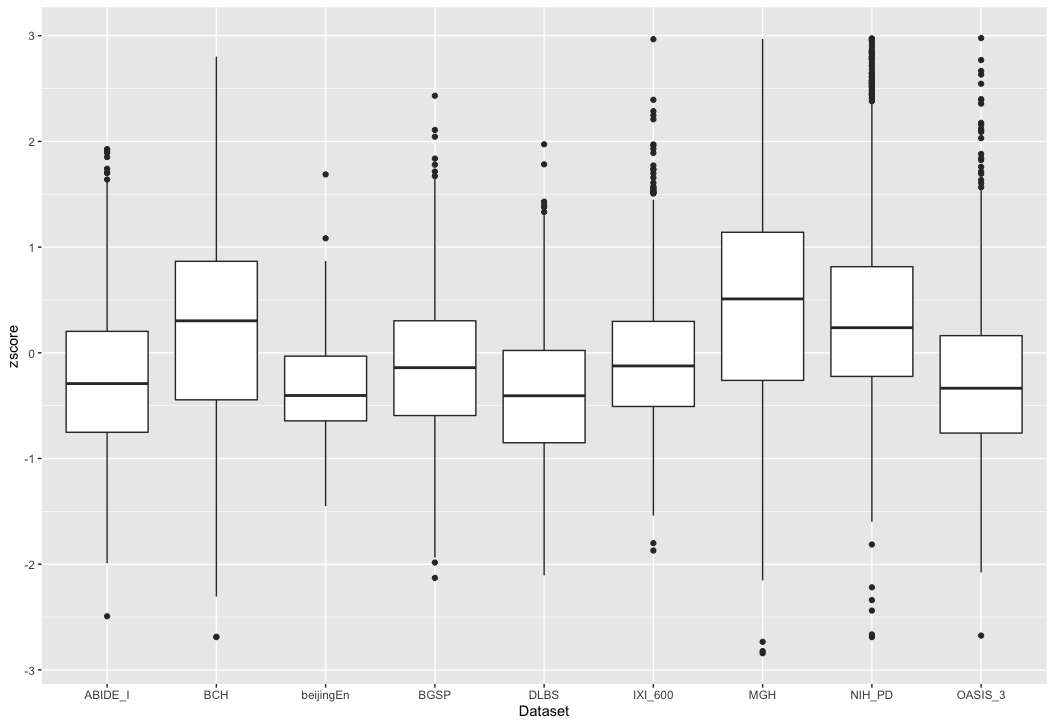 zscore
3
2
1
0
-1
-2
-3
ABIDE_I BCH beijingEn BGSP DLBS IXI_600 MGH NIH_PD OASIS_3
Dataset